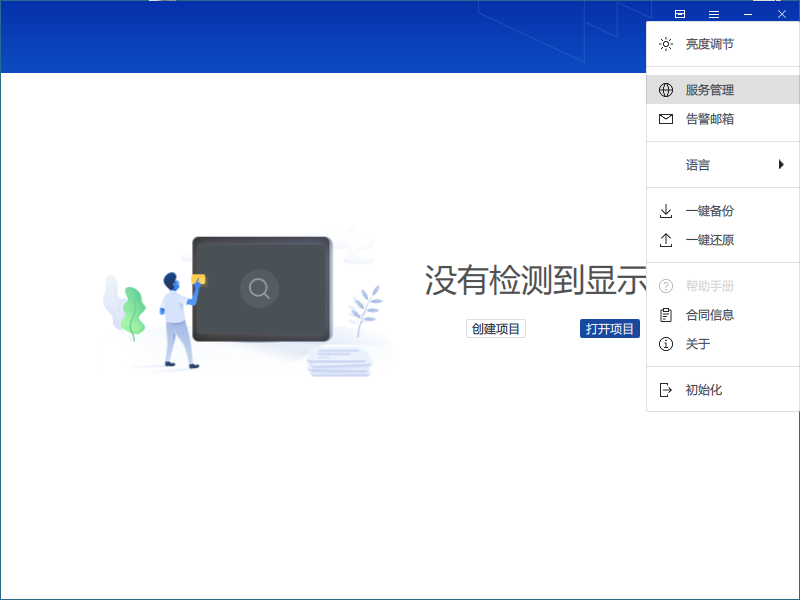 亮度调节
服务管理
告警邮箱
语言
一键备份
一键还原
帮助手册
合同信息
关于
初始化
没有检测到显示
创建项目
打开项目